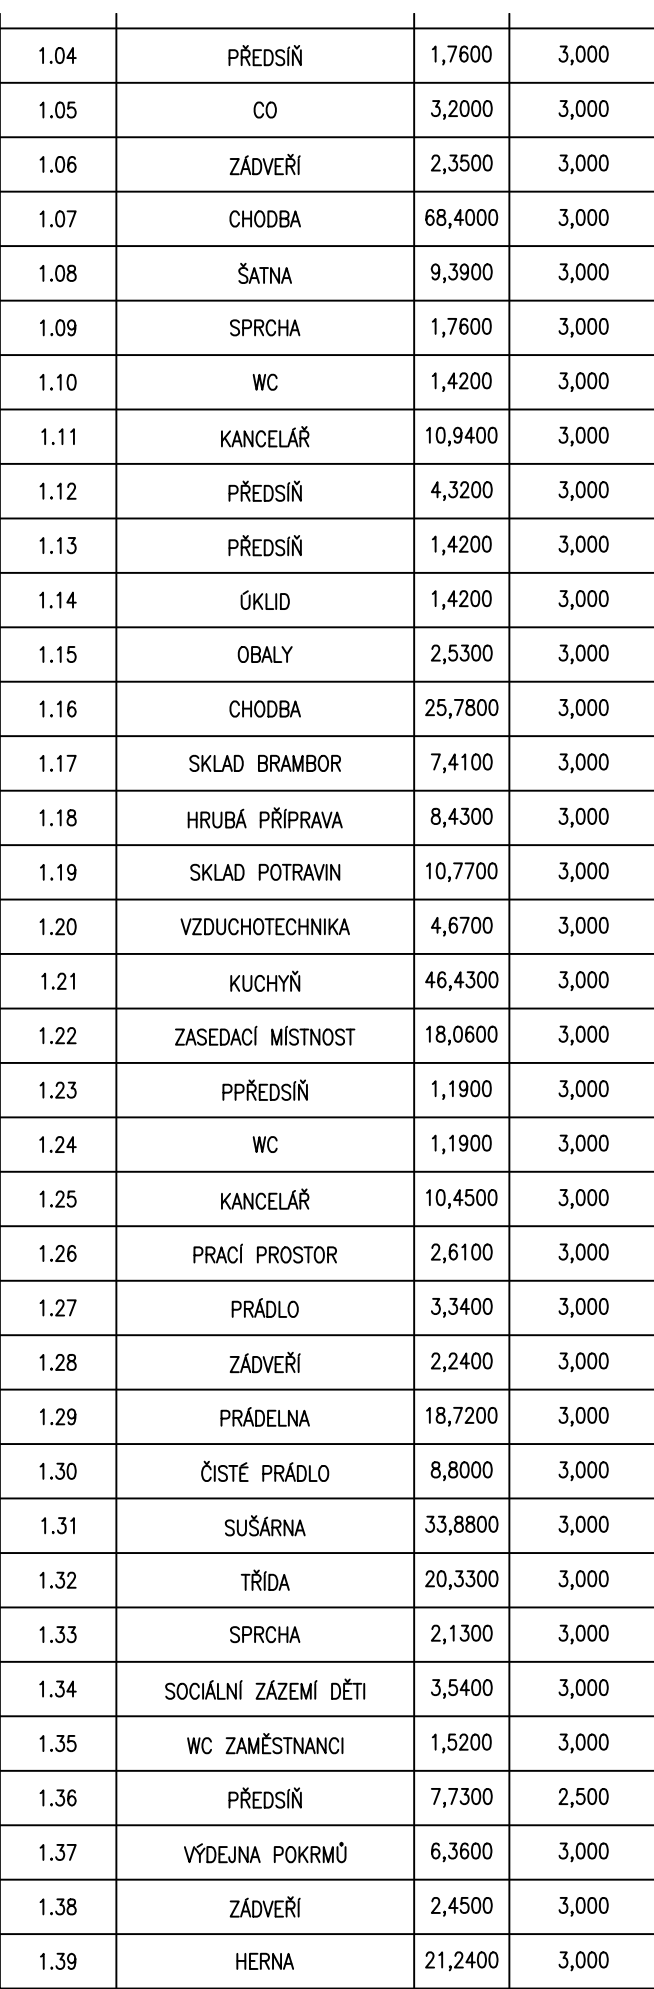 1.04 PŘEDSÍŇ 1,7600 3,000
1.05 CO 3,2000 3,000
1.06 ZÁDVEŘÍ 2,3500 3,000
1.07 CHODBA 68,4000 3,000
1.08 ŠATNA 9,3900 3,000
1.09 SPRCHA 1,7600 3,000
1.10 WC 1,4200 3,000
1.11 KANCELÁŘ 10,9400 3,000
1.12 PŘEDSÍŇ 4,3200 3,000
1.13 PŘEDSÍŇ 1,4200 3,000
1.14 ÚKLID 1,4200 3,000
1.15 OBALY 2,5300 3,000
1.16 CHODBA 25,7800 3,000
1.17 SKLAD BRAMBOR 7,4100 3,000
1.18 HRUBÁ PŘÍPRAVA 8,4300 3,000
1.19 SKLAD POTRAVIN 10,7700 3,000
1.20 VZDUCHOTECHNIKA 4,6700 3,000
1.21 KUCHYŇ 46,4300 3,000
1.22 ZASEDACÍ MÍSTNOST 18,0600 3,000
1.23 PPŘEDSÍŇ 1,1900 3,000
1.24 WC 1,1900 3,000
1.25 KANCELÁŘ 10,4500 3,000
1.26 PRACÍ PROSTOR 2,6100 3,000
1.27 PRÁDLO 3,3400 3,000
1.28 ZÁDVEŘÍ 2,2400 3,000
1.29 PRÁDELNA 18,7200 3,000
1.30 ČISTÉ PRÁDLO 8,8000 3,000
1.31 SUŠÁRNA 33,8800 3,000
1.32 TŘÍDA 20,3300 3,000
1.33 SPRCHA 2,1300 3,000
1.34 SOCIÁLNÍ ZÁZEMÍ DĚTI 3,5400 3,000
1.35 WC ZAMĚSTNANCI 1,5200 3,000
1.36 PŘEDSÍŇ 7,7300 2,500
1.37 VÝDEJNA POKRMŮ 6,3600 3,000
1.38 ZÁDVEŘÍ 2,4500 3,000
1.39 HERNA 21,2400 3,000